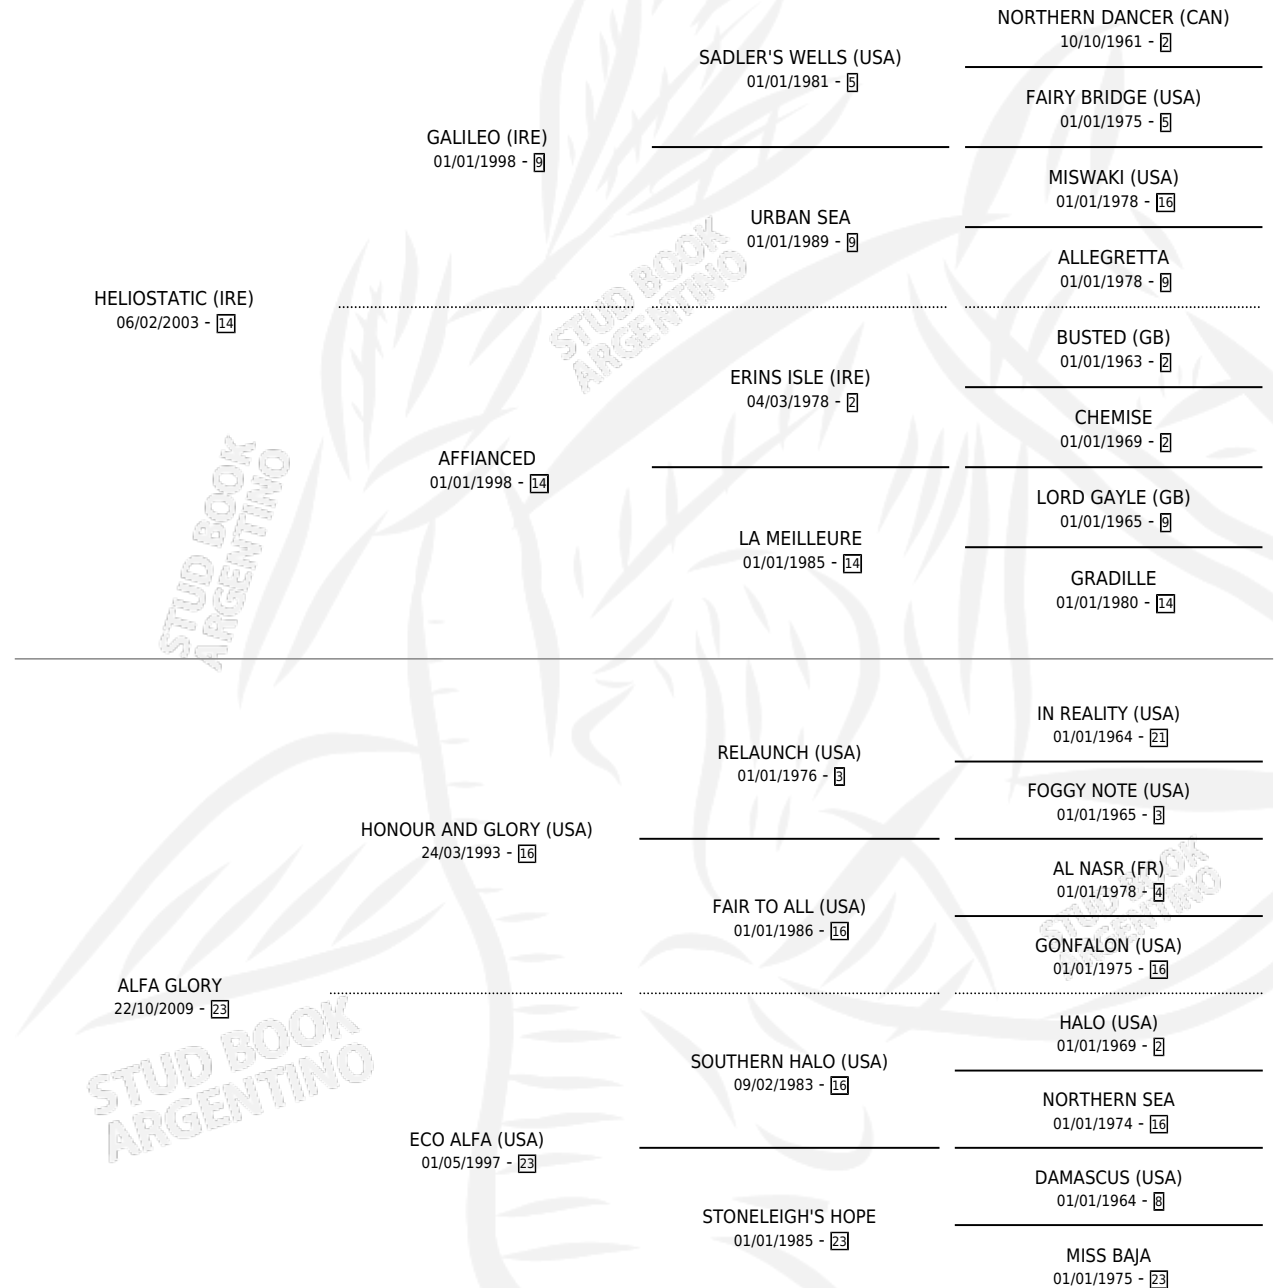 NORTHERN DANCER (CAN)
10/10/1961 - 2
SADLER'S WELLS (USA)
01/01/1981 - 5
FAIRY BRIDGE (USA)
01/01/1975 - 5
GALILEO (IRE)
01/01/1998 - 9
MISWAKI (USA)
01/01/1978 - 16
URBAN SEA
01/01/1989 - 9
ALLEGRETTA
01/01/1978 - 9
HELIOSTATIC (IRE)
06/02/2003 - 14
STUD BOOK
ARGENTINO
BUSTED (GB)
01/01/1963 - 2
ERINS ISLE (IRE)
04/03/1978 - 2
CHEMISE
01/01/1969 - 2
AFFIANCED
01/01/1998 - 14
LORD GAYLE (GB)
01/01/1965 - 9
LA MEILLEURE
01/01/1985 - 14
GRADILLE
01/01/1980 - 14
STUD BOOK
ARGENTINO
IN REALITY (USA)
01/01/1964 - 21
RELAUNCH (USA)
01/01/1976 - 3
FOGGY NOTE (USA)
01/01/1965 - 3
HONOUR AND GLORY (USA)
24/03/1993 - 16
AL NASR (FR)
01/01/1978 - 4
FAIR TO ALL (USA)
01/01/1986 - 16
STUD BOOK
ARGENTINO
GONFALON (USA)
01/01/1975 - 16
ALFA GLORY
22/10/2009 - 23
HALO (USA)
01/01/1969 - 2
SOUTHERN HALO (USA)
09/02/1983 - 16
STUD BOOK
ARGENTINO
NORTHERN SEA
01/01/1974 - 16
ECO ALFA (USA)
01/05/1997 - 23
DAMASCUS (USA)
01/01/1964 - 8
STONELEIGH'S HOPE
01/01/1985 - 23
MISS BAJA
01/01/1975 - 23